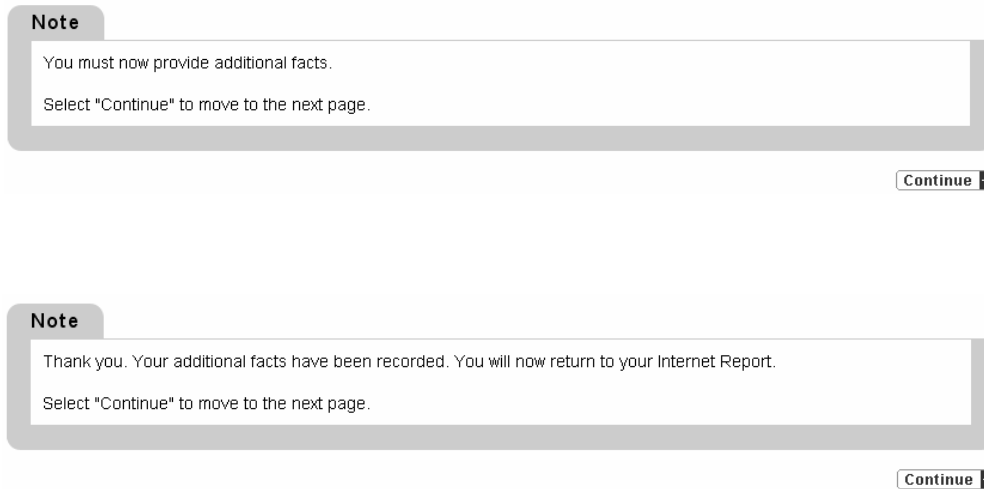 Note
You must now provide additional facts.
Select "Continue" to move to the next page.
Continue
Note
Thank you. Your additional facts have been recorded. You will now return to your Internet Report.
Select "Continue" to move to the next page.
Continue